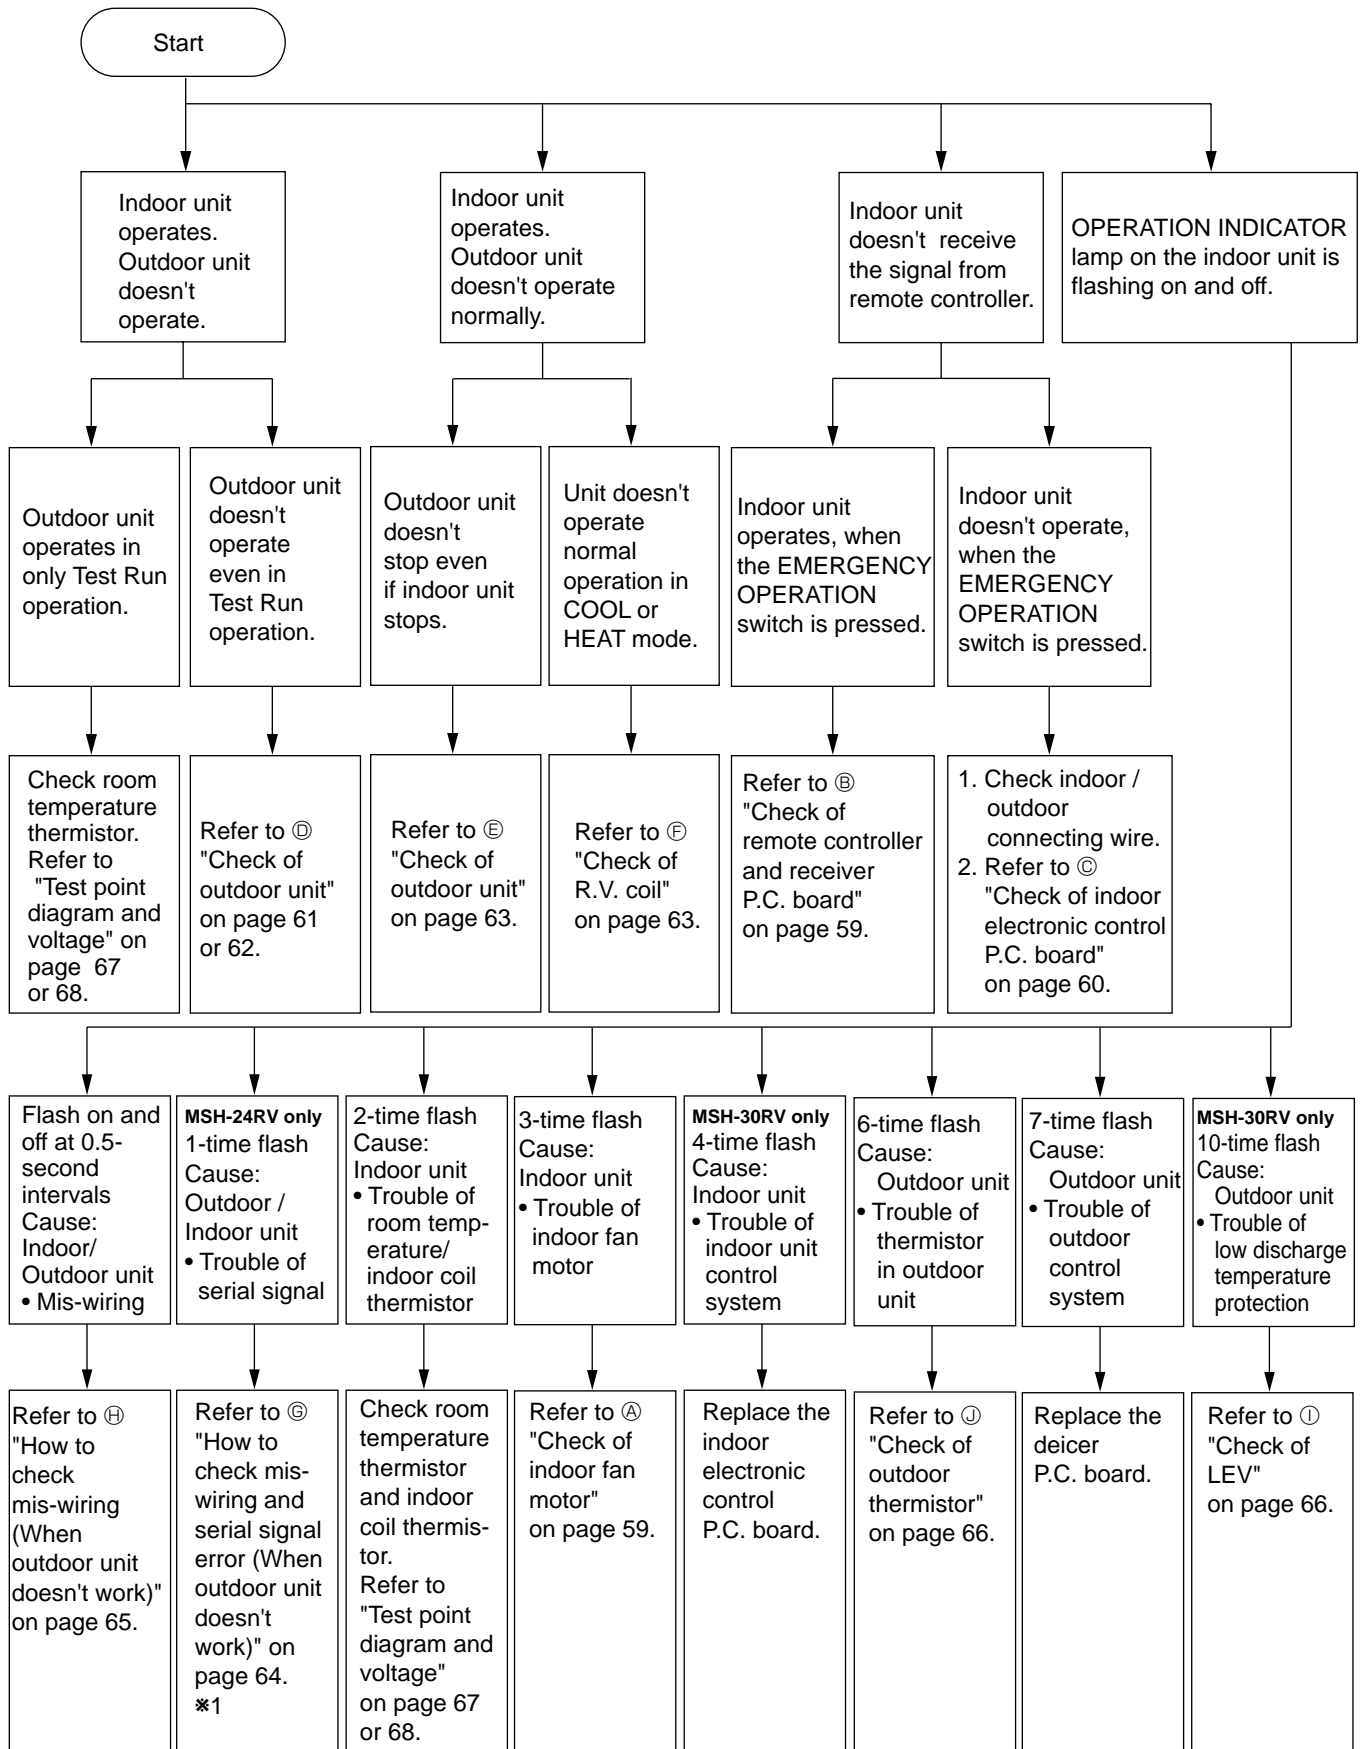 Start
Indoor unit
operates.
Outdoor unit
doesn't
operate.
Indoor unit
operates.
Outdoor unit
doesn't operate
normally.
Indoor unit
doesn't receive
the signal from
remote controller.
OPERATION INDICATOR
lamp on the indoor unit is
flashing on and off.
Outdoor unit
operates in
only Test Run
operation.
Outdoor unit
doesn't
operate
even in
Test Run
operation.
Outdoor unit
doesn't
stop even
if indoor unit
stops.
Unit doesn't
operate
normal
operation in
COOL or
HEAT mode.
Indoor unit
operates, when
the EMERGENCY
OPERATION
switch is pressed.
Indoor unit
doesn't operate,
when the
EMERGENCY
OPERATION
switch is pressed.
Check room
temperature
thermistor.
Refer to
"Test point
diagram and
voltage" on
page 67
or 68.
Refer to Ⓓ
"Check of
outdoor unit"
on page 61
or 62.
Refer to Ⓔ
"Check of
outdoor unit"
on page 63.
Refer to Ⓕ
"Check of
R.V. coil"
on page 63.
Refer to Ⓑ
"Check of
remote controller
and receiver
P.C. board"
on page 59.
1. Check indoor /
outdoor
connecting wire.
2. Refer to Ⓒ
"Check of indoor
electronic control
P.C. board"
on page 60.
Flash on and
off at 0.5-
second
intervals
Cause:
Indoor/
Outdoor unit
• Mis-wiring
MSH-24RV only
1-time flash
Cause:
Outdoor /
Indoor unit
• Trouble of
serial signal
2-time flash
Cause:
Indoor unit
• Trouble of
room temp-
erature/
indoor coil
thermistor
3-time flash
Cause:
Indoor unit
• Trouble of
indoor fan
motor
MSH-30RV only
4-time flash
Cause:
Indoor unit
• Trouble of
indoor unit
control
system
6-time flash
Cause:
Outdoor unit
• Trouble of
thermistor
in outdoor
unit
7-time flash
Cause:
Outdoor unit
• Trouble of
outdoor
control
system
MSH-30RV only
10-time flash
Cause:
Outdoor unit
• Trouble of
low discharge
temperature
protection
Refer to Ⓗ
"How to
check
mis-wiring
(When
outdoor unit
doesn't work)"
on page 65.
Refer to Ⓖ
"How to
check mis-
wiring and
serial signal
error (When
outdoor unit
doesn't
work)" on
page 64.
※1
Check room
temperature
thermistor
and indoor
coil thermis-
tor.
Refer to
"Test point
diagram and
voltage"
on page 67
or 68.
Refer to Ⓐ
"Check of
indoor fan
motor"
on page 59.
Replace the
indoor
electronic
control
P.C. board.
Refer to Ⓙ
"Check of
outdoor
thermistor"
on page 66.
Replace the
deicer
P.C. board.
Refer to Ⓘ
"Check of
LEV"
on page 66.